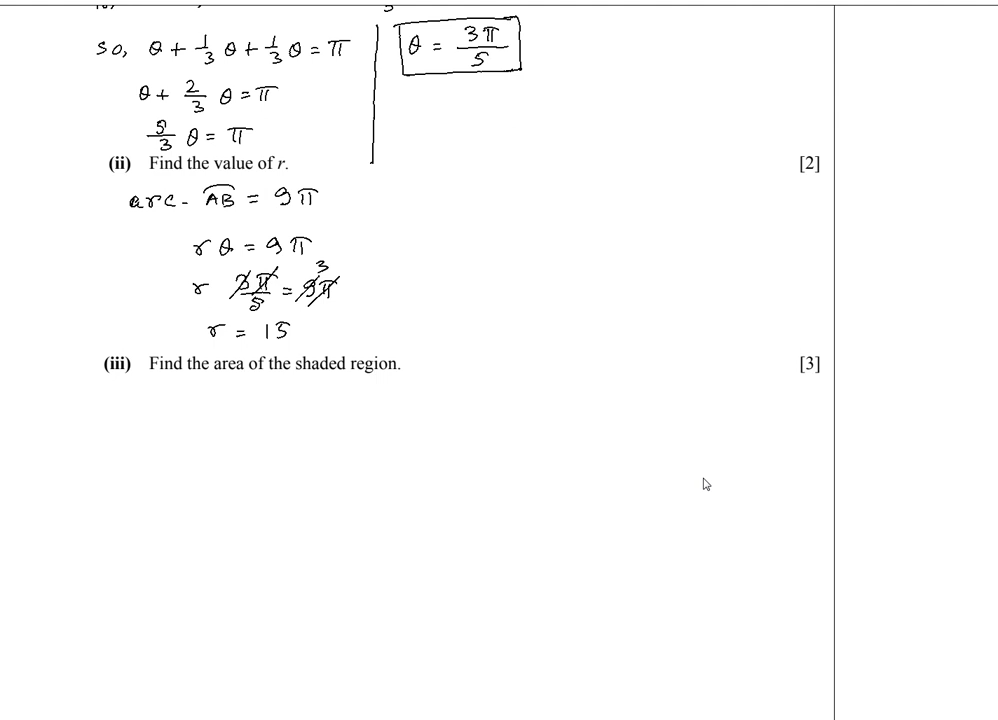 so, θ + 1/3 θ + 1/3 θ = π
θ + 2/3 θ = π
5/3 θ = π
θ = 3π/5
(ii) Find the value of r. [2]
arc- AB = 9π
r θ = 9π
r 3π/5 = 9π 3
r = 15
(iii) Find the area of the shaded region. [3]